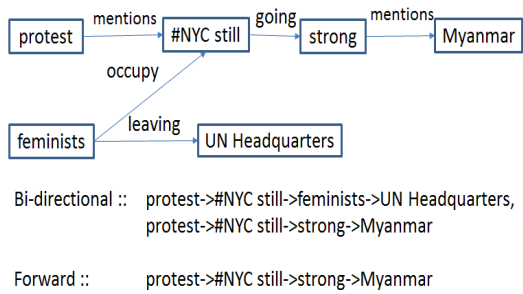 mentions going mentions
protest #NYC still strong Myanmar
occupy
leaving
feminists UN Headquarters
Bi-directional :: protest->#NYC still->feminists->UN Headquarters,
protest->#NYC still->strong->Myanmar
Forward :: protest->#NYC still->strong->Myanmar